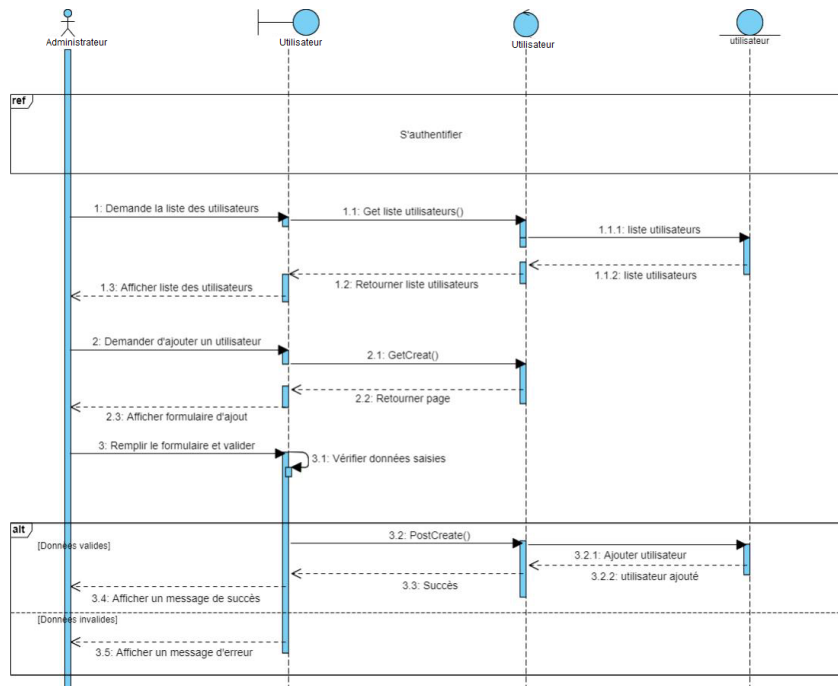 Administrateur
Utilisateur
Utilisateur
utilisateur
ref
S'authentifier
1: Demande la liste des utilisateurs
1.1: Get liste utilisateurs()
1.1.1: liste utilisateurs
1.1.2: liste utilisateurs
1.2: Retourner liste utilisateurs
1.3: Afficher liste des utilisateurs
2: Demander d'ajouter un utilisateur
2.1: GetCreat()
2.2: Retourner page
2.3: Afficher formulaire d'ajout
3: Remplir le formulaire et valider
3.1: Vérifier données saisies
alt
[Données valides]
3.2: PostCreate()
3.2.1: Ajouter utilisateur
3.2.2: utilisateur ajouté
3.3: Succès
3.4: Afficher un message de succès
[Données invalides]
3.5: Afficher un message d'erreur